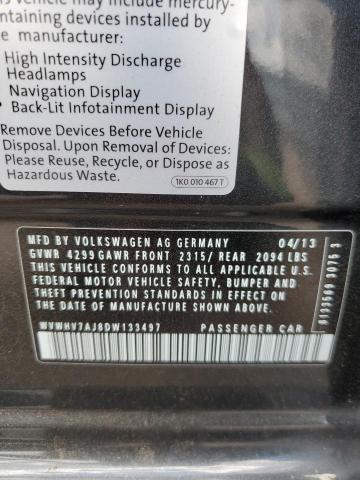 is vehicle may include mercury-
ntaining devices installed by
e manufacturer:
High Intensity Discharge
Headlamps
Navigation Display
• Back-Lit Infotainment Display
Remove Devices Before Vehicle
Disposal. Upon Removal of Devices:
Please Reuse, Recycle, or Dispose as
Hazardous Waste.
1K0 010 467 T
MFD BY VOLKSWAGEN AG GERMANY 04/13
GVWR 4299 GAWR FRONT 2315/ REAR 2094 LBS
THIS VEHICLE CONFORMS TO ALL APPLICABLE U.S.
FEDERAL MOTOR VEHICLE SAFETY, BUMPER AND
THEFT PREVENTION STANDARDS IN EFFECT ON THE
DATE OF MANUFACTURE SHOWN ABOVE.
WVWHV7AJ8DW133497 PASSENGER CAR